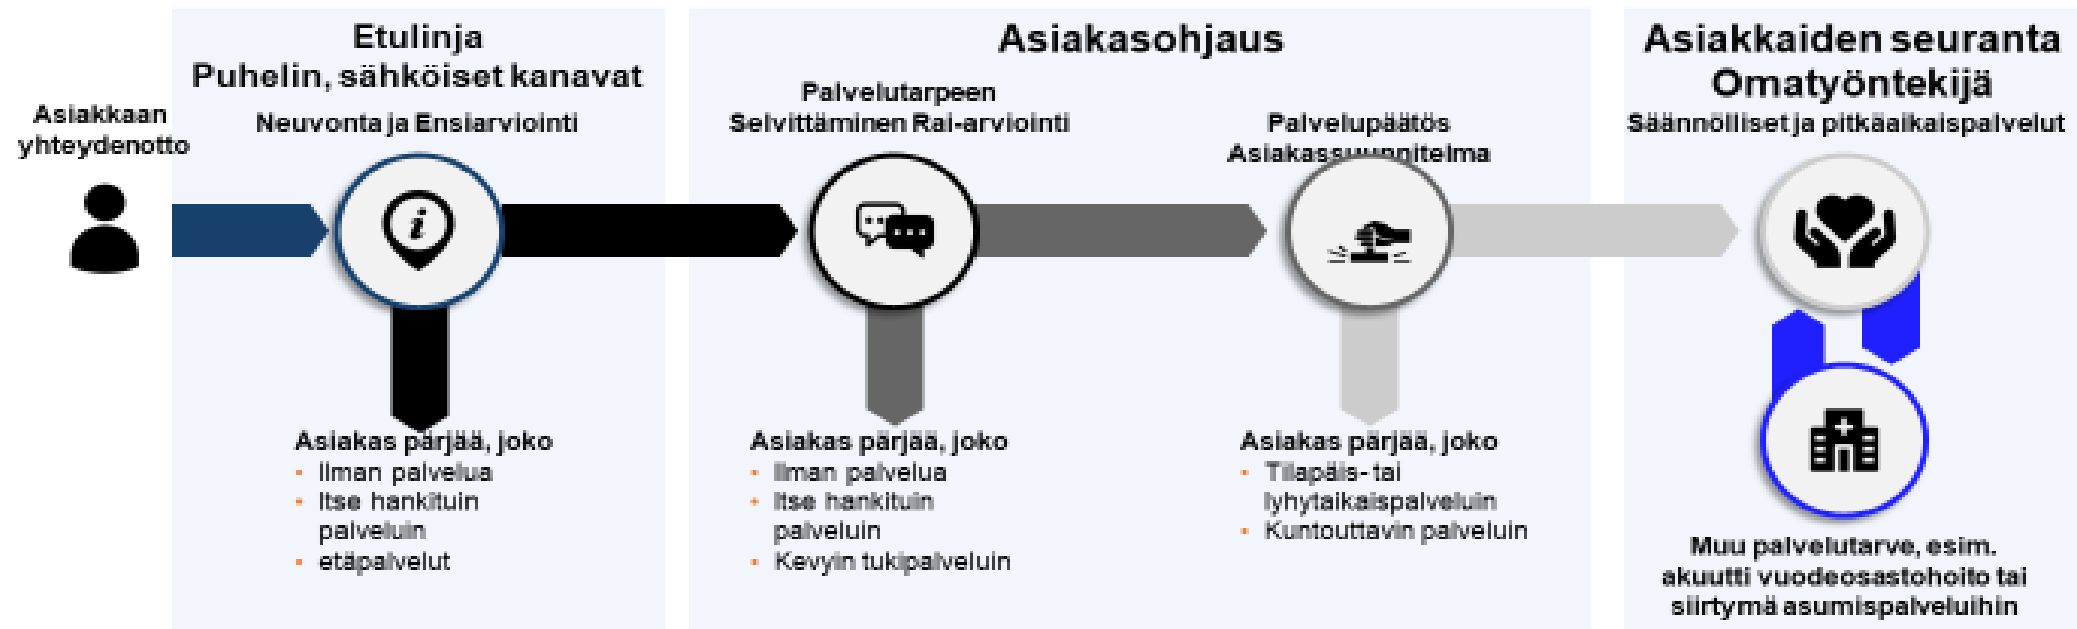 Asiakkaan
yhteydenotto
Etulinja
Puhelin, sähköiset kanavat
Neuvonta ja Ensiarviointi
i
Asiakas pärjää, joko
• Ilman palvelua
• Itse hankituin
palveluin
• etäpalvelut
Asiakasohjaus
Palvelutarpeen
Selvittäminen Rai-arviointi
Asiakas pärjää, joko
• Ilman palvelua
• Itse hankituin
palveluin
• Kevyin tukipalveluin
Palvelupäätös
Asiakassuunnitelma
Asiakas pärjää, joko
• Tilapäis- tai
lyhytaikaispalveluin
• Kuntouttavin palveluin
Asiakkaiden seuranta
Omatyöntekijä
Säännölliset ja pitkäaikaispalvelut
Muu palvelutarve, esim.
akuutti vuodeosastohoito tai
siirtymä asumispalveluihin